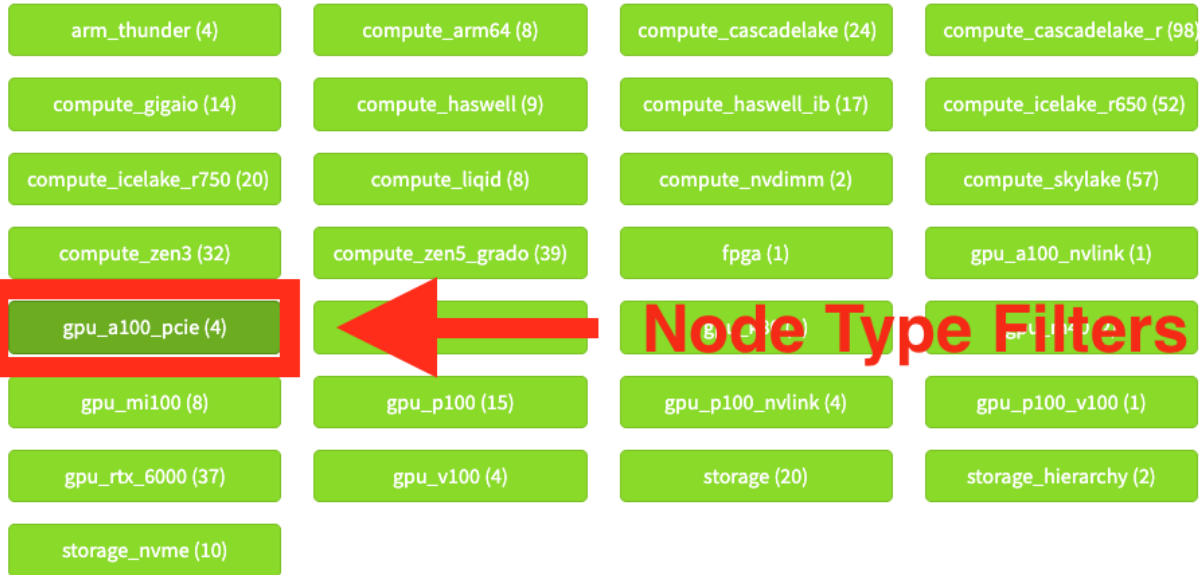 arm_thunder (4)
compute_arm64 (8)
compute_cascadelake (24)
compute_cascadelake_r (98)
compute_gigaio (14)
compute_haswell (9)
compute_haswell_ib (17)
compute_icelake_r650 (52)
compute_icelake_r750 (20)
compute_liqid (8)
compute_nvdimm (2)
compute_skylake (57)
compute_zen3 (32)
compute_zen5_grado (39)
fpga (1)
gpu_a100_nvlink (1)
gpu_a100_pcie (4)
Node Type Filters
gpu_mi100 (8)
gpu_p100 (15)
gpu_p100_nvlink (4)
gpu_p100_v100 (1)
gpu_rtx_6000 (37)
gpu_v100 (4)
storage (20)
storage_hierarchy (2)
storage_nvme (10)